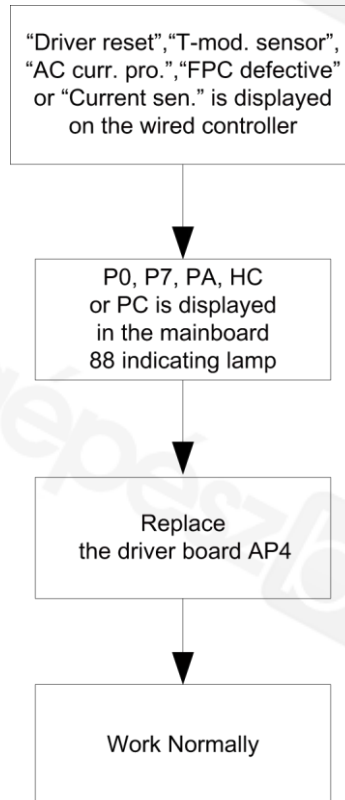 “Driver reset”,“T-mod. sensor”,
“AC curr. pro.”,“FPC defective”
or “Current sen.” is displayed
on the wired controller
P0, P7, PA, HC
or PC is displayed
in the mainboard
88 indicating lamp
Replace
the driver board AP4
Work Normally